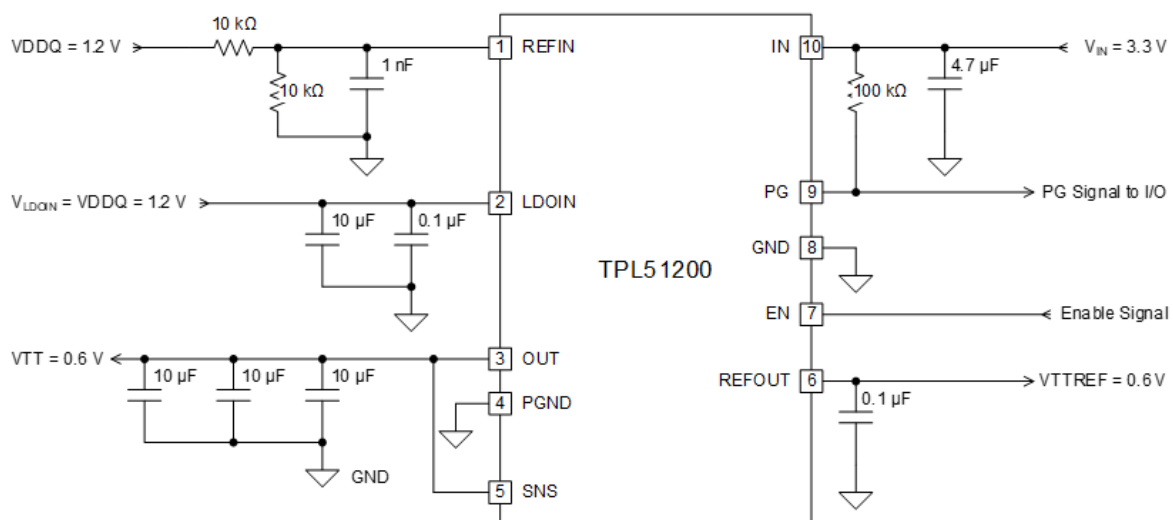 10 kΩ
VDDQ = 1.2 V
1
REFIN
IN
10
VIN = 3.3 V
1 nF
10 kΩ
100 kΩ
4.7 µF
VLDOIN = VDDQ = 1.2 V
2
LDOIN
PG
9
PG Signal to I/O
10 µF
0.1 µF
GND
8
TPL51200
EN
7
Enable Signal
VTT = 0.6 V
3
OUT
10 µF
10 µF
10 µF
REFOUT
6
VTTREF = 0.6 V
4
PGND
0.1 µF
GND
5
SNS